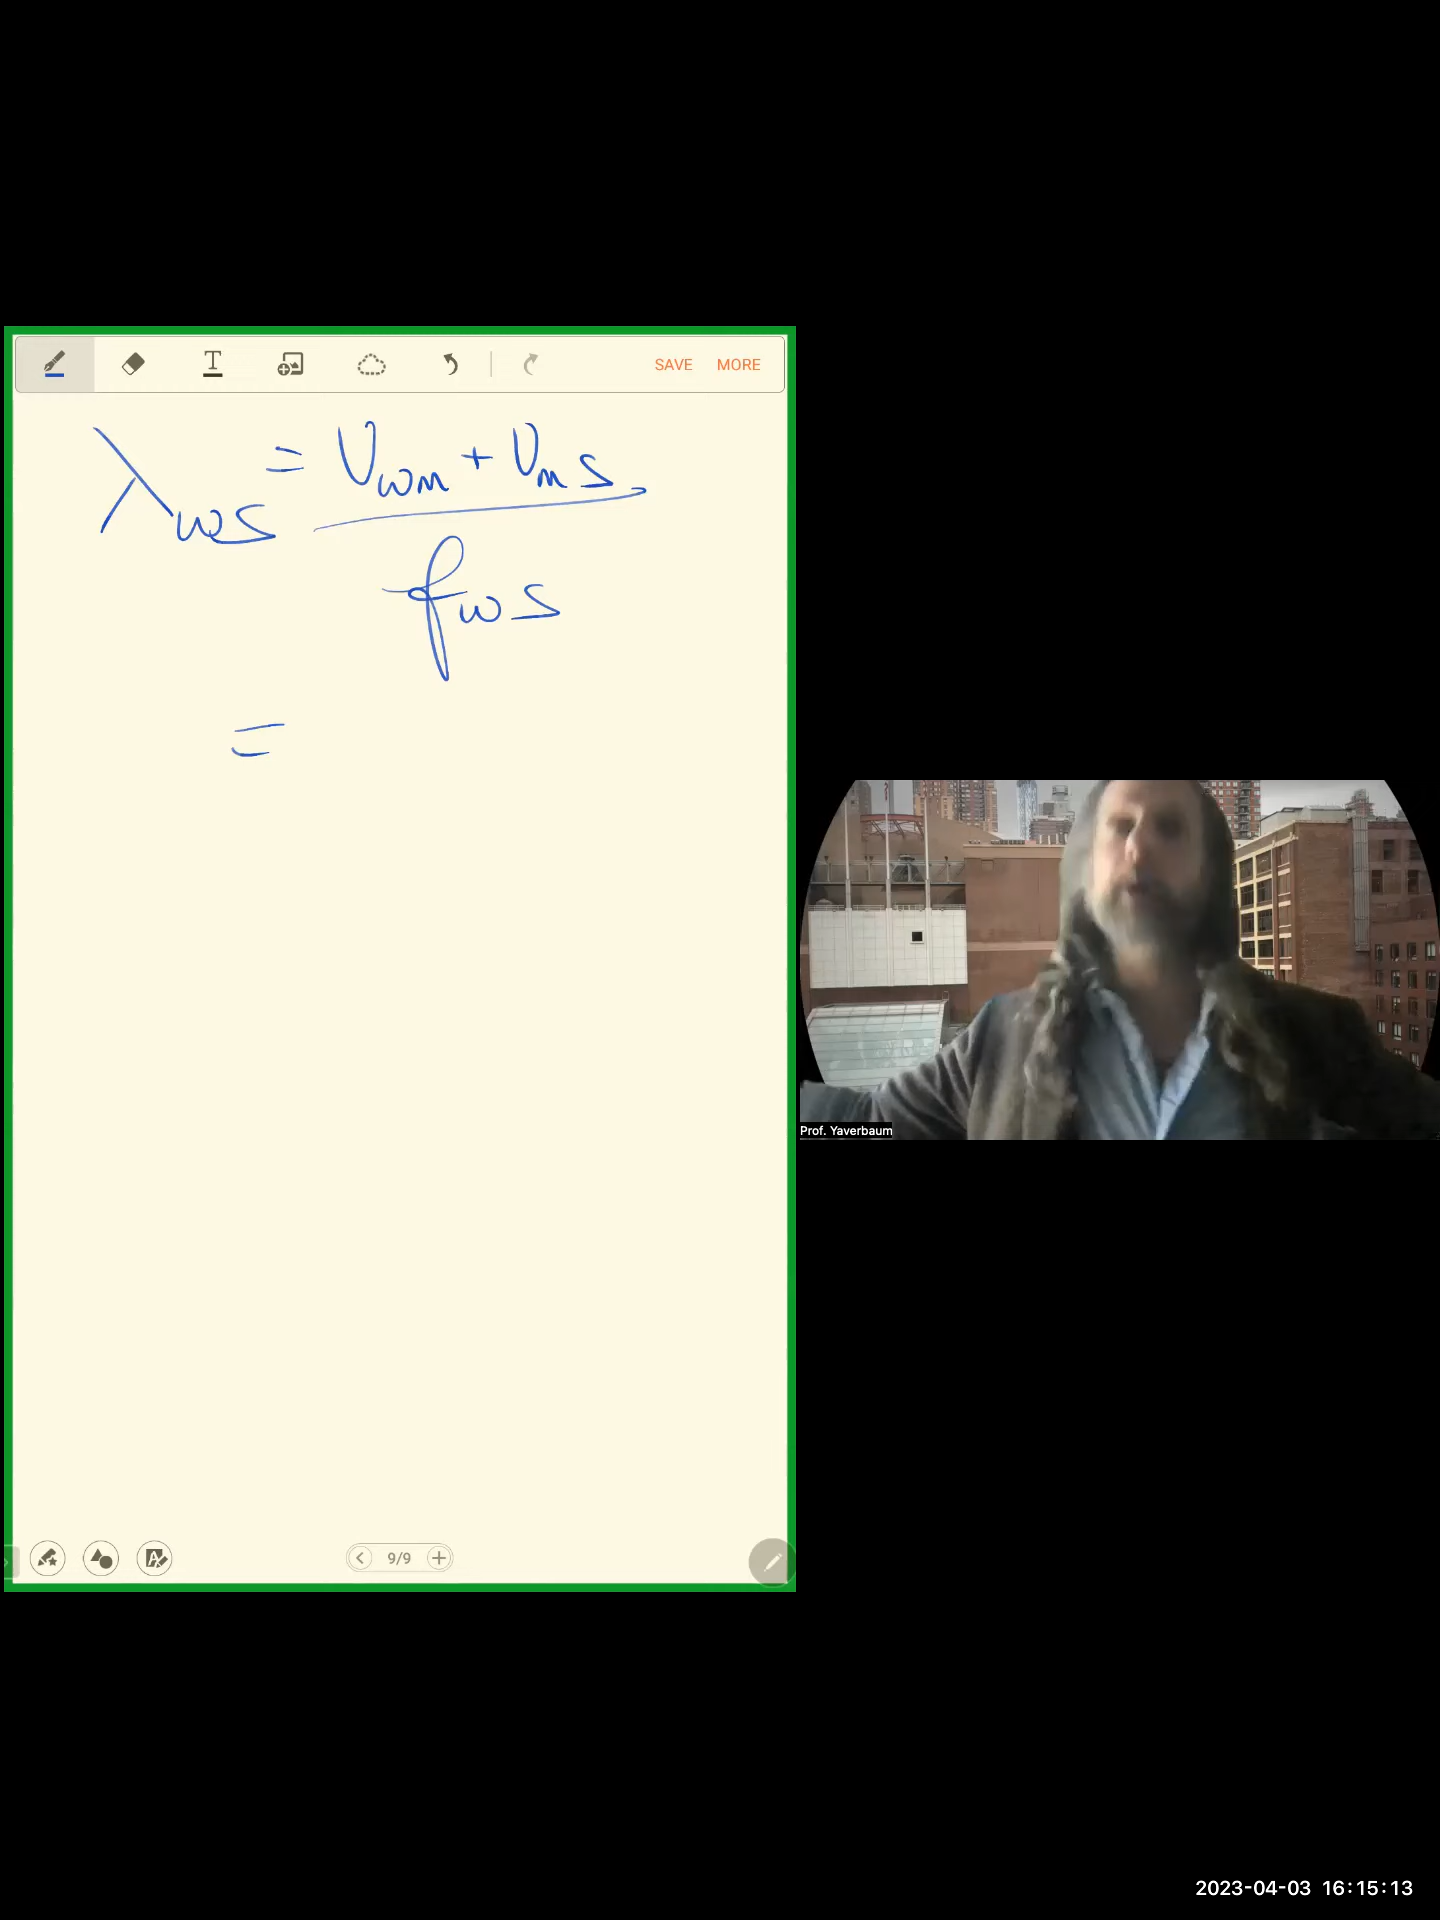 SAVE MORE
λws = vwm + vms
fws
=
Prof. Yaverbaum
9/9
2023-04-03 16:15:13